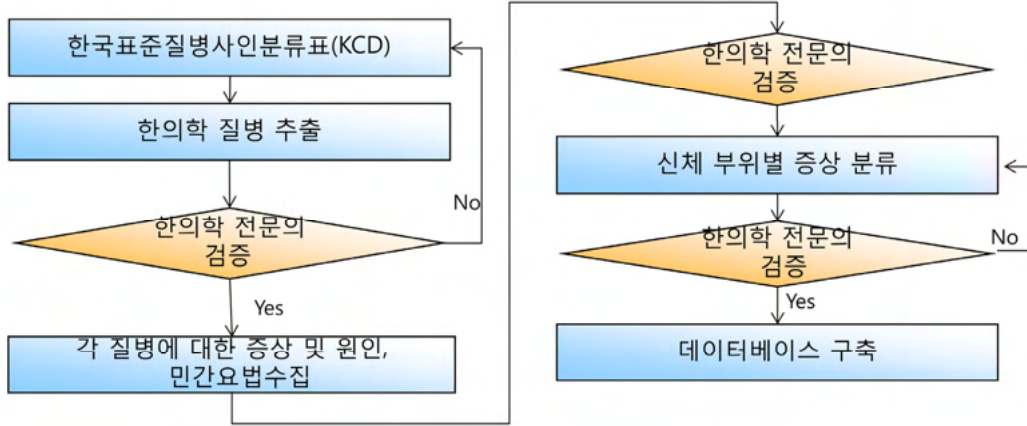 한국표준질병사인분류표(KCD)
한의학 질병 추출
No
한의학 전문의
검증
Yes
각 질병에 대한 증상 및 원인,
민간요법수집
한의학 전문의
검증
신체 부위별 증상 분류
한의학 전문의
검증
No
Yes
데이터베이스 구축